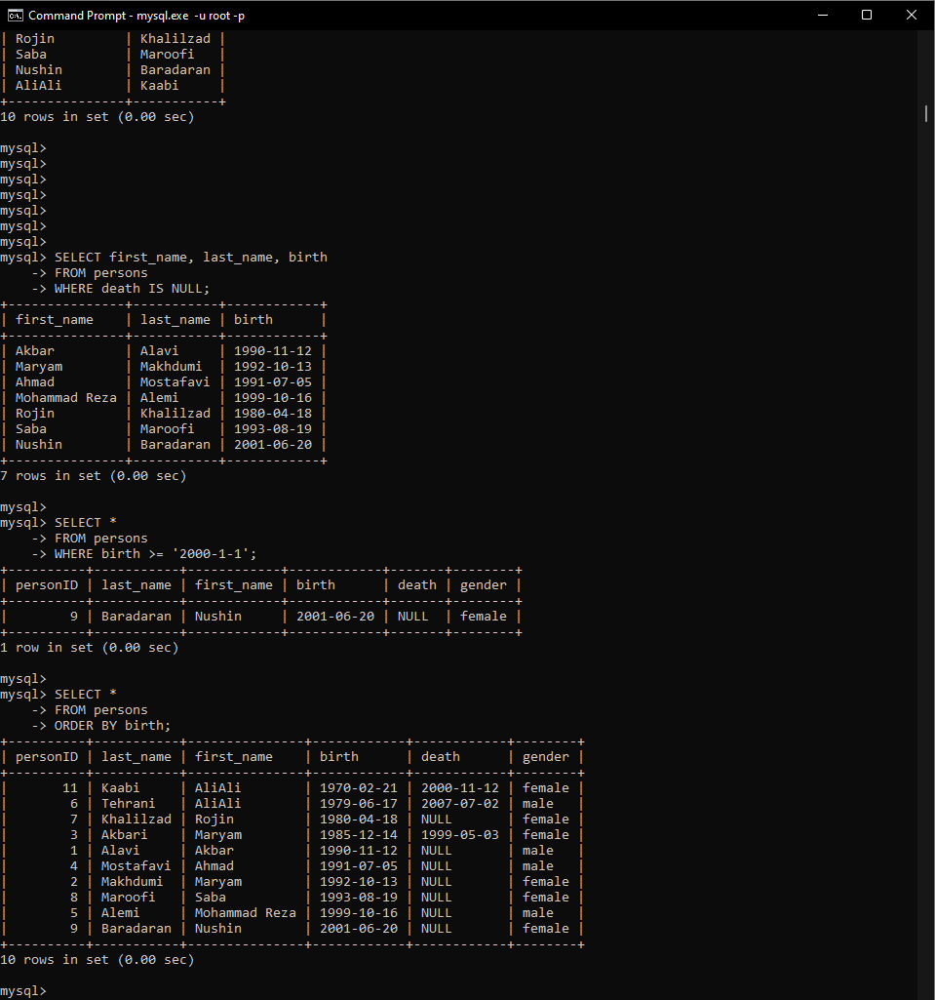 Command Prompt - mysql.exe  -u root -p
| Rojin         | Khalilzad |
| Saba          | Maroofi   |
| Nushin        | Baradaran |
| AliAli        | Kaabi     |
+---------------+-----------+
10 rows in set (0.00 sec)
mysql>
mysql>
mysql>
mysql>
mysql>
mysql>
mysql>
mysql> SELECT first_name, last_name, birth
    -> FROM persons
    -> WHERE death IS NULL;
+---------------+-----------+------------+
| first_name    | last_name | birth      |
+---------------+-----------+------------+
| Akbar         | Alavi     | 1990-11-12 |
| Maryam        | Makhdumi  | 1992-10-13 |
| Ahmad         | Mostafavi | 1991-07-05 |
| Mohammad Reza | Alemi     | 1999-10-16 |
| Rojin         | Khalilzad | 1980-04-18 |
| Saba          | Maroofi   | 1993-08-19 |
| Nushin        | Baradaran | 2001-06-20 |
+---------------+-----------+------------+
7 rows in set (0.00 sec)
mysql>
mysql> SELECT *
    -> FROM persons
    -> WHERE birth >= '2000-1-1';
+----------+-----------+------------+------------+-------+--------+
| personID | last_name | first_name | birth      | death | gender |
+----------+-----------+------------+------------+-------+--------+
|        9 | Baradaran | Nushin     | 2001-06-20 | NULL  | female |
+----------+-----------+------------+------------+-------+--------+
1 row in set (0.00 sec)
mysql>
mysql> SELECT *
    -> FROM persons
    -> ORDER BY birth;
+----------+-----------+---------------+------------+------------+--------+
| personID | last_name | first_name    | birth      | death      | gender |
+----------+-----------+---------------+------------+------------+--------+
|       11 | Kaabi     | AliAli        | 1970-02-21 | 2000-11-12 | female |
|        6 | Tehrani   | AliAli        | 1979-06-17 | 2007-07-02 | male   |
|        7 | Khalilzad | Rojin         | 1980-04-18 | NULL       | female |
|        3 | Akbari    | Maryam        | 1985-12-14 | 1999-05-03 | female |
|        1 | Alavi     | Akbar         | 1990-11-12 | NULL       | male   |
|        4 | Mostafavi | Ahmad         | 1991-07-05 | NULL       | male   |
|        2 | Makhdumi  | Maryam        | 1992-10-13 | NULL       | female |
|        8 | Maroofi   | Saba          | 1993-08-19 | NULL       | female |
|        5 | Alemi     | Mohammad Reza | 1999-10-16 | NULL       | male   |
|        9 | Baradaran | Nushin        | 2001-06-20 | NULL       | female |
+----------+-----------+---------------+------------+------------+--------+
10 rows in set (0.00 sec)
mysql>